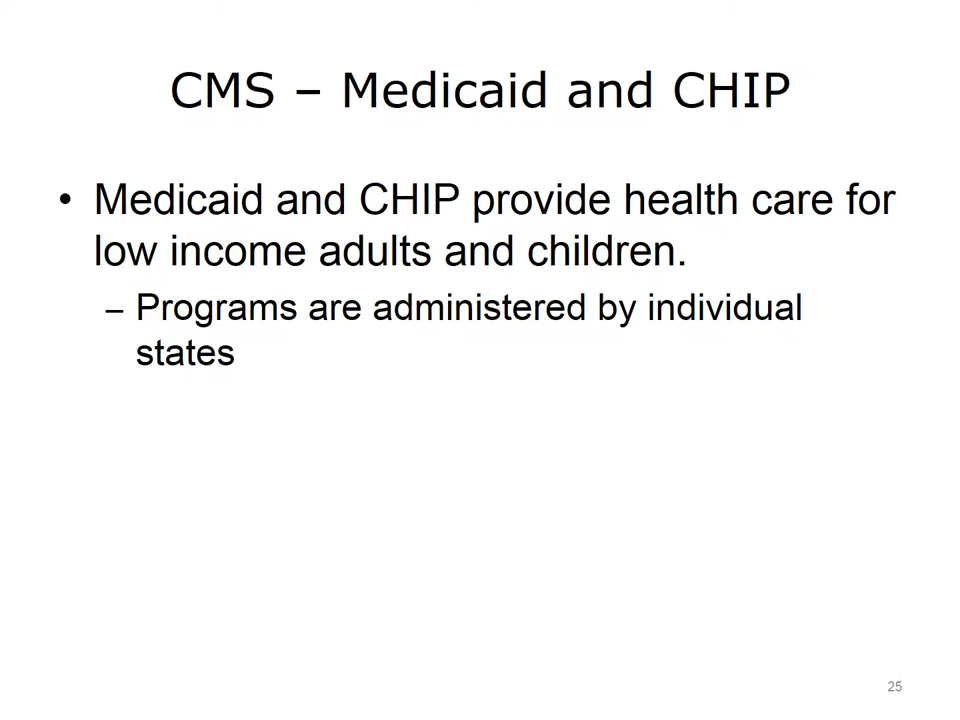 CMS – Medicaid and CHIP
• Medicaid and CHIP provide health care for
low income adults and children.
– Programs are administered by individual
states
25